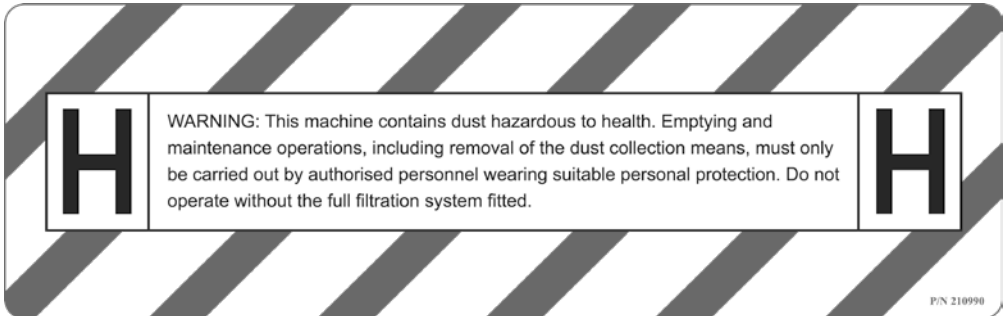 H
WARNING: This machine contains dust hazardous to health. Emptying and
maintenance operations, including removal of the dust collection means, must only
be carried out by authorised personnel wearing suitable personal protection. Do not
operate without the full filtration system fitted.
H
P/N 210990